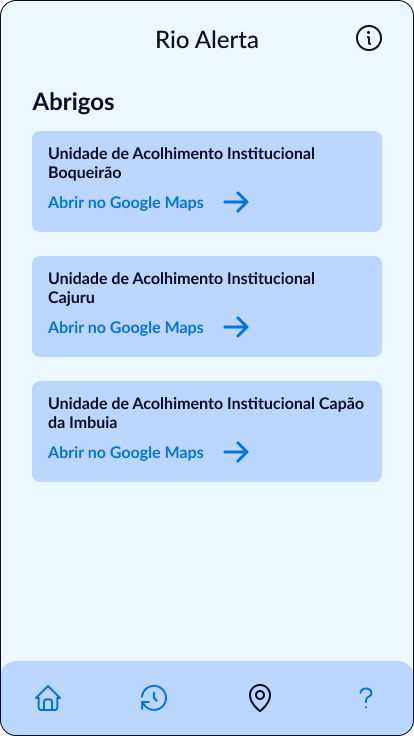 Rio Alerta
Abrigos
Unidade de Acolhimento Institucional
Boqueirão
Abrir no Google Maps
Unidade de Acolhimento Institucional
Cajuru
Abrir no Google Maps
Unidade de Acolhimento Institucional Capão
da Imbuia
Abrir no Google Maps